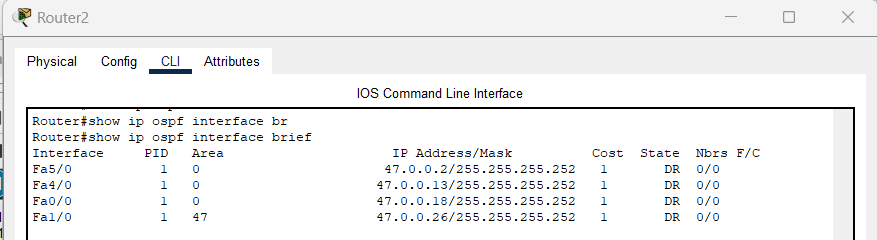 Router2
Physical Config CLI Attributes
IOS Command Line Interface
Router#show ip ospf interface br
Router#show ip ospf interface brief
Interface PID Area IP Address/Mask Cost State Nbrs F/C
Fa5/0 1 0 47.0.0.2/255.255.255.252 1 DR 0/0
Fa4/0 1 0 47.0.0.13/255.255.255.252 1 DR 0/0
Fa0/0 1 0 47.0.0.18/255.255.255.252 1 DR 0/0
Fa1/0 1 47 47.0.0.26/255.255.255.252 1 DR 0/0